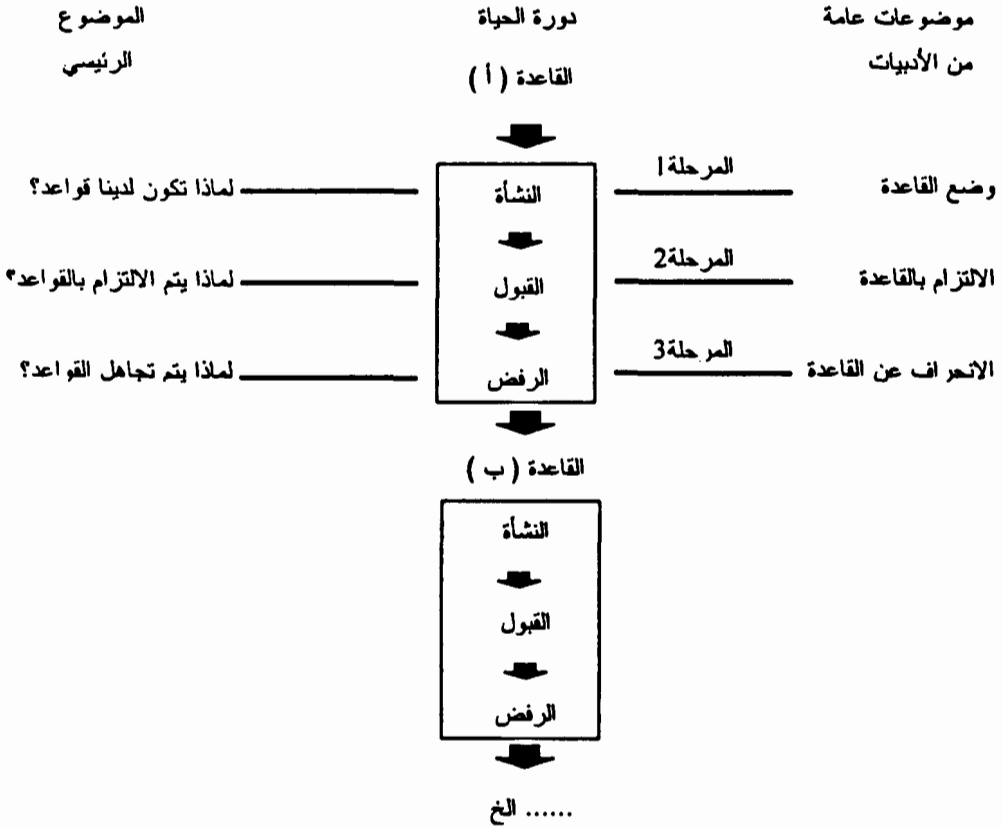 موضوعات عامة
من الأدبيات
دورة الحياة
الموضوع
الرئيسي
القاعدة ( أ )
وضع القاعدة
المرحلة1
النشأة
لماذا تكون لدينا قواعد؟
الالتزام بالقاعدة
المرحلة2
القبول
لماذا يتم الالتزام بالقواعد؟
الانحراف عن القاعدة
المرحلة3
الرفض
لماذا يتم تجاهل القواعد؟
القاعدة ( ب )
النشأة
القبول
الرفض
...... الخ